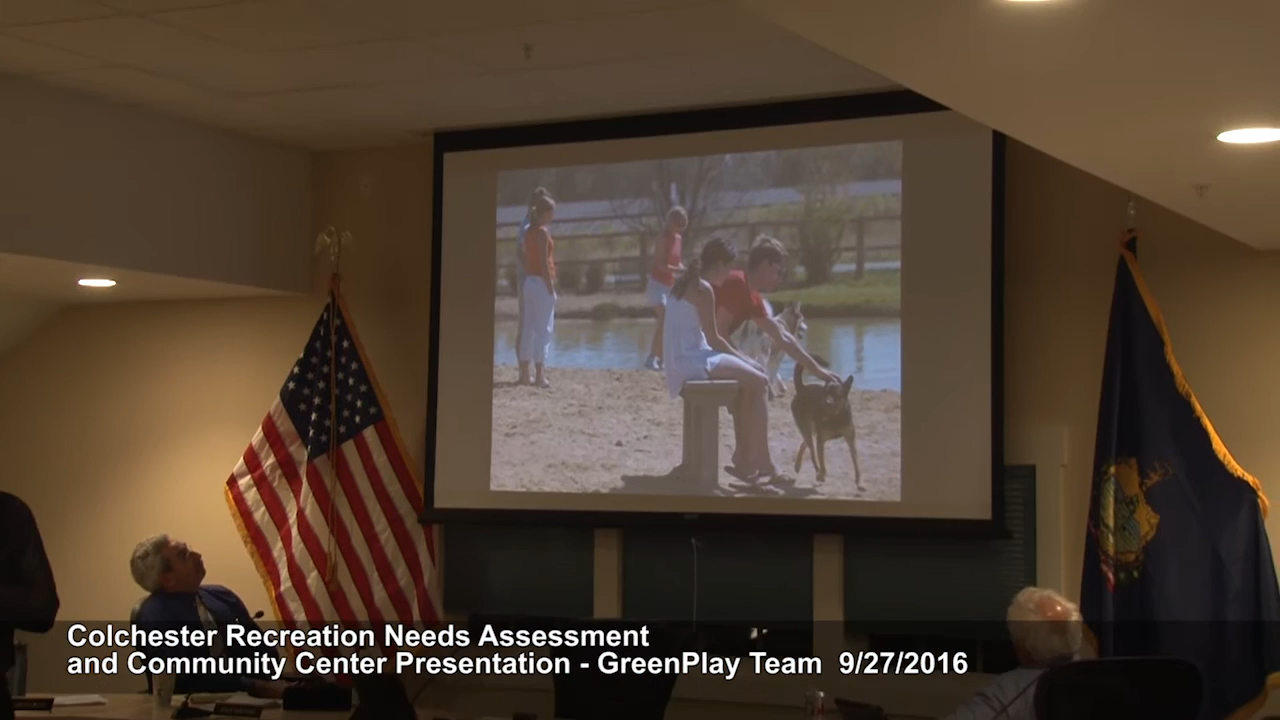 Colchester Recreation Needs Assessment
and Community Center Presentation - GreenPlay Team 9/27/2016